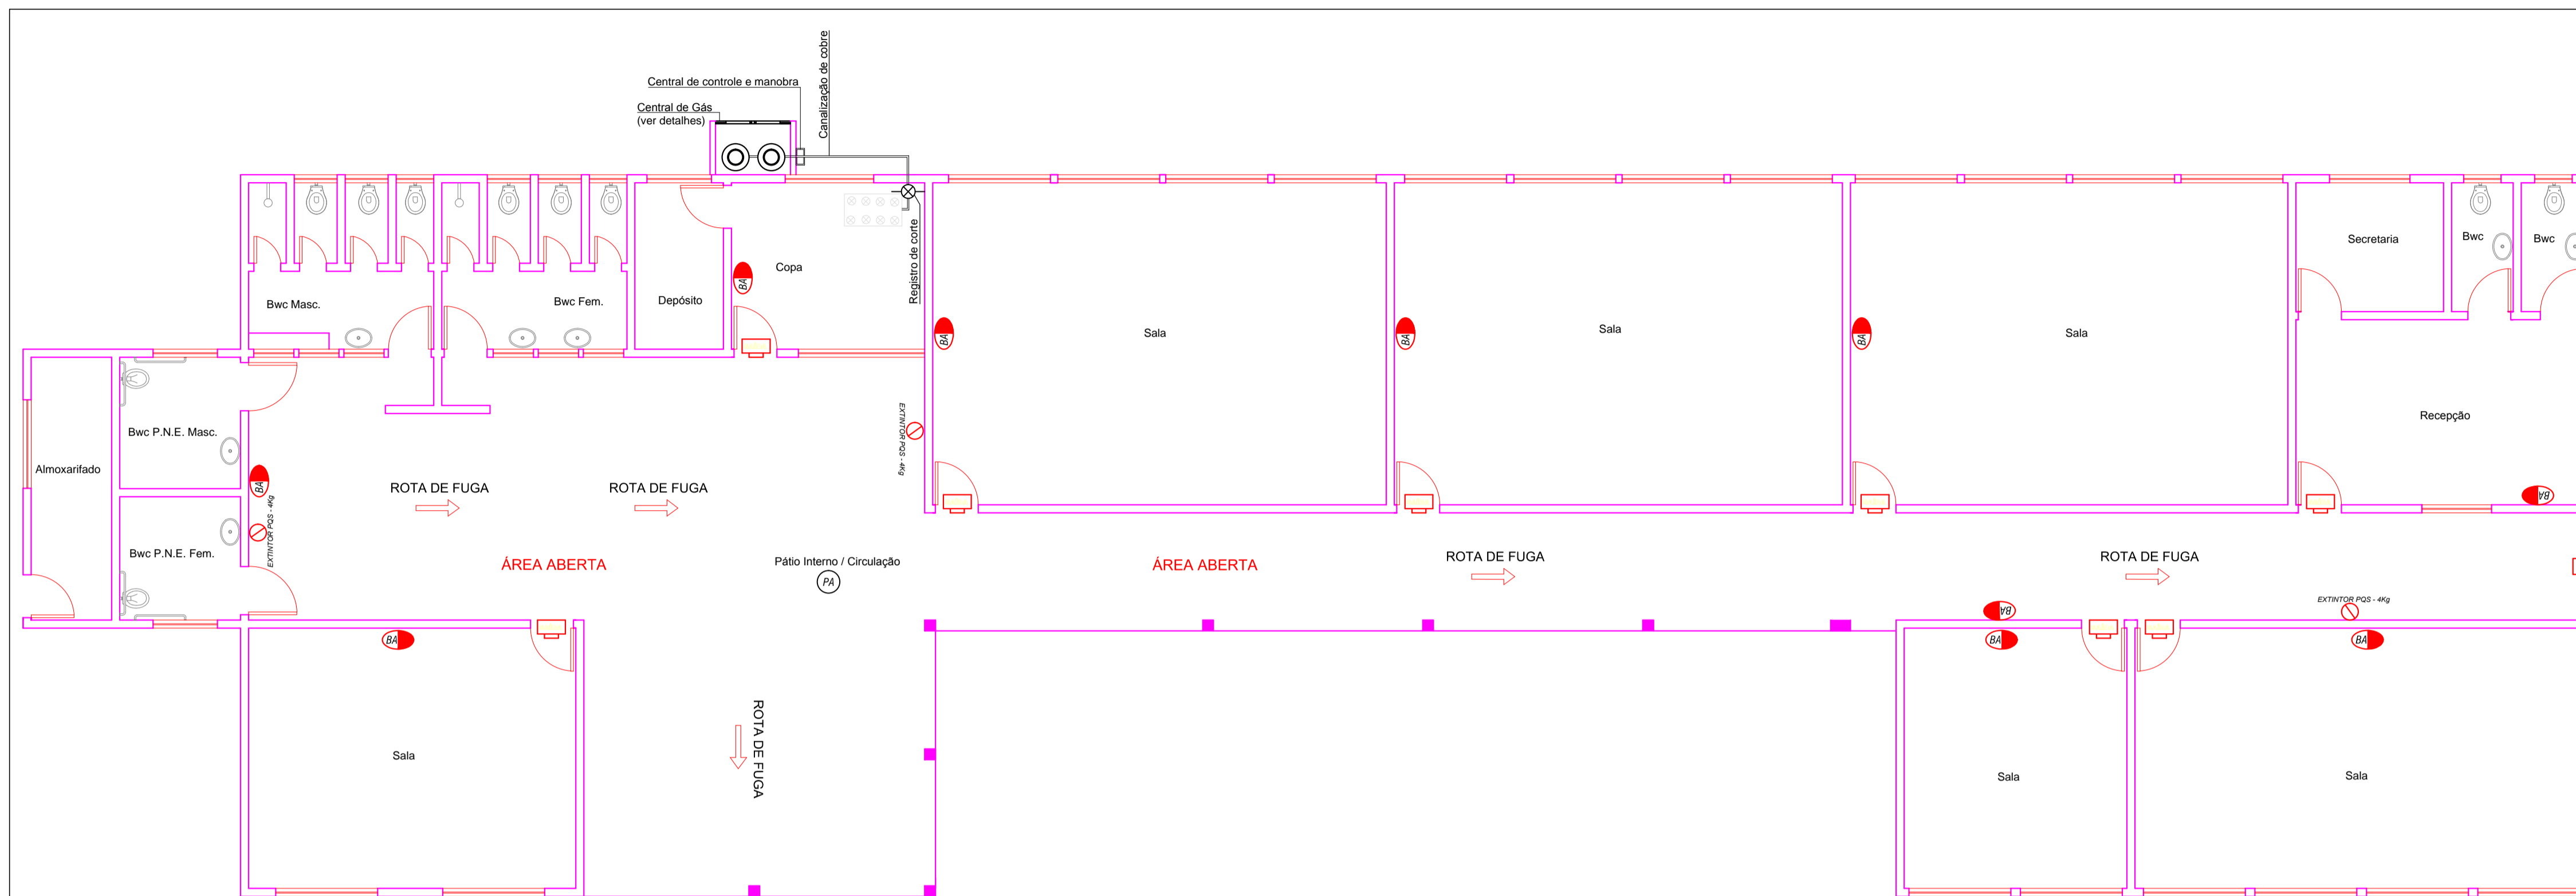 Central de controle e manobra
Central de Gás
(ver detalhes)
Canalização de cobre
Registro de corte
Bwc Masc.
Bwc Fem.
Depósito
Copa
BA
Sala
BA
Sala
BA
Sala
BA
Secretaria
Bwc
Bwc
Recepção
BA
Almoxarifado
Bwc P.N.E. Masc.
Bwc P.N.E. Fem.
BA
EXTINTOR PQS - 4Kg
EXTINTOR PQS - 4Kg
ROTA DE FUGA
ROTA DE FUGA
ÁREA ABERTA
Pátio Interno / Circulação
PA
ÁREA ABERTA
ROTA DE FUGA
ROTA DE FUGA
EXTINTOR PQS - 4Kg
BA
BA
BA
BA
ROTA DE FUGA
Sala
Sala
Sala